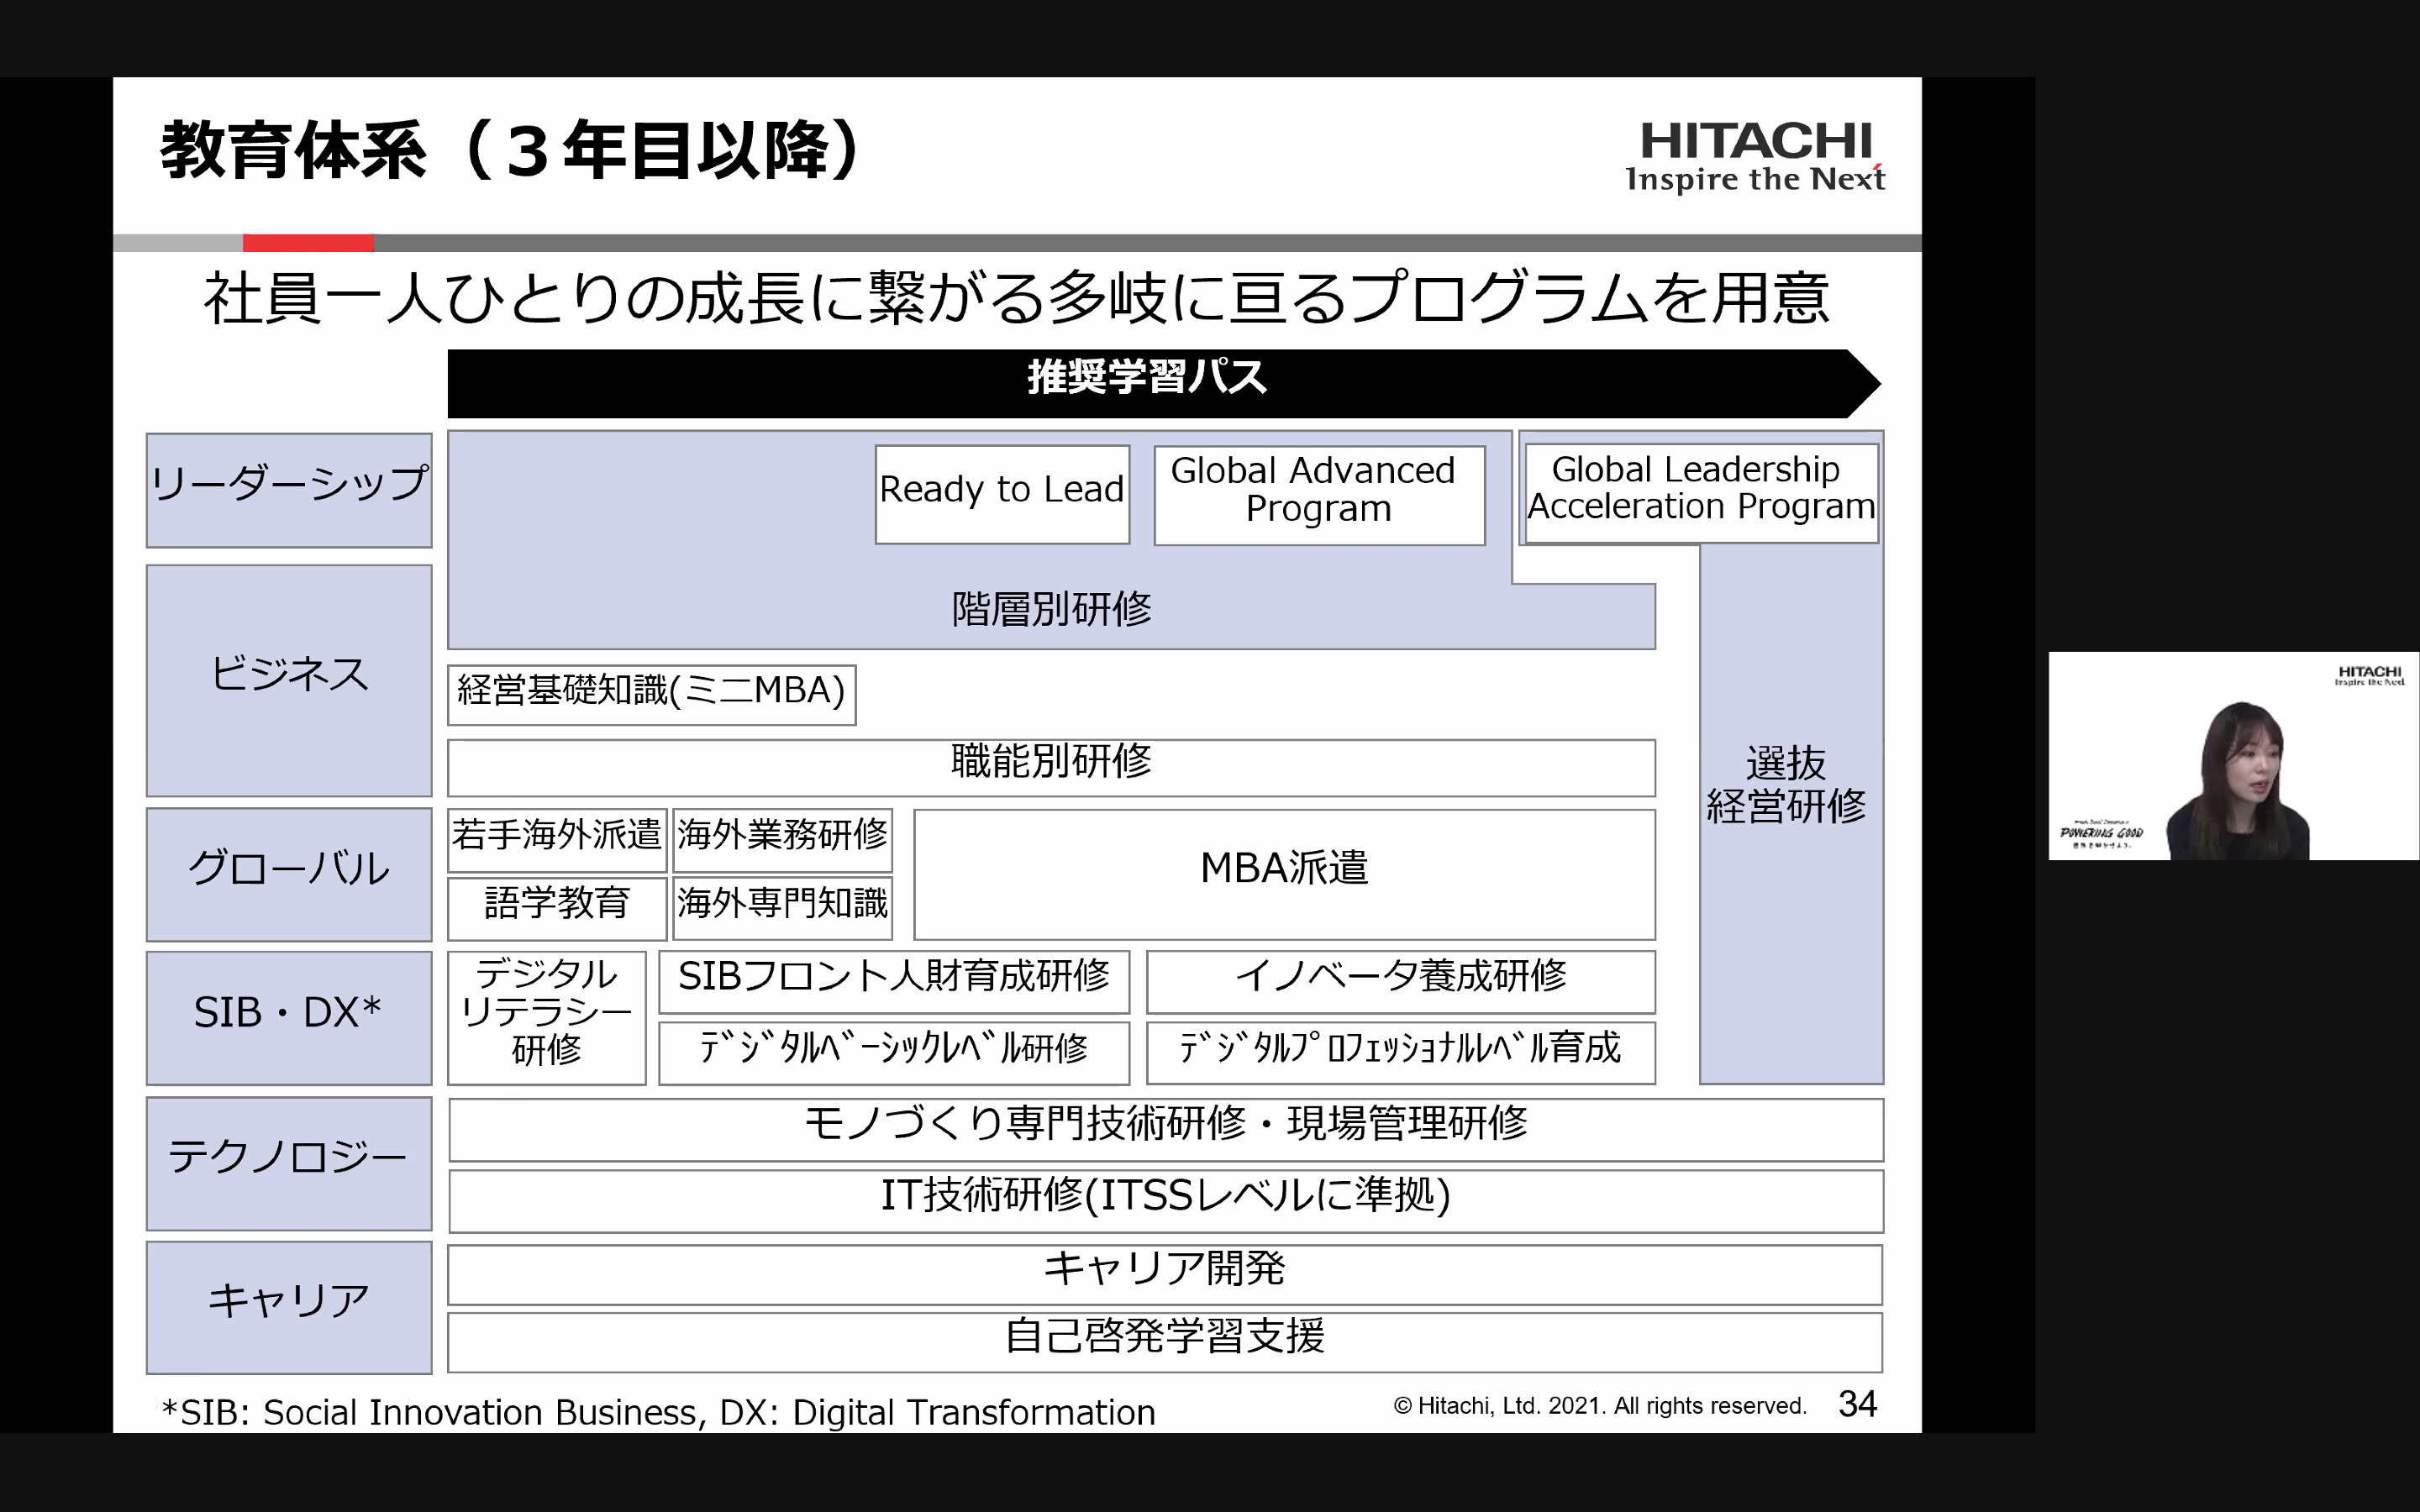 教育体系（３年目以降）
HITACHI
Inspire the Next
社員一人ひとりの成長に繋がる多岐に亘るプログラムを用意
推奨学習パス
リーダーシップ
Ready to Lead
Global Advanced
Program
Global Leadership
Acceleration Program
階層別研修
ビジネス
経営基礎知識(ミニMBA)
職能別研修
選抜
経営研修
グローバル
若手海外派遣
海外業務研修
語学教育
海外専門知識
MBA派遣
SIB・DX*
デジタル
リテラシー
研修
SIBフロント人財育成研修
イノベータ養成研修
ﾃﾞｼﾞﾀﾙﾍﾞｰｼｯｸﾚﾍﾞﾙ研修
ﾃﾞｼﾞﾀﾙﾌﾟﾛﾌｪｯｼｮﾅﾙﾚﾍﾞﾙ育成
テクノロジー
モノづくり専門技術研修・現場管理研修
IT技術研修(ITSSレベルに準拠)
キャリア
キャリア開発
自己啓発学習支援
*SIB: Social Innovation Business, DX: Digital Transformation
© Hitachi, Ltd. 2021. All rights reserved.
34
HITACHI
Inspire the Next
POWERING GOOD